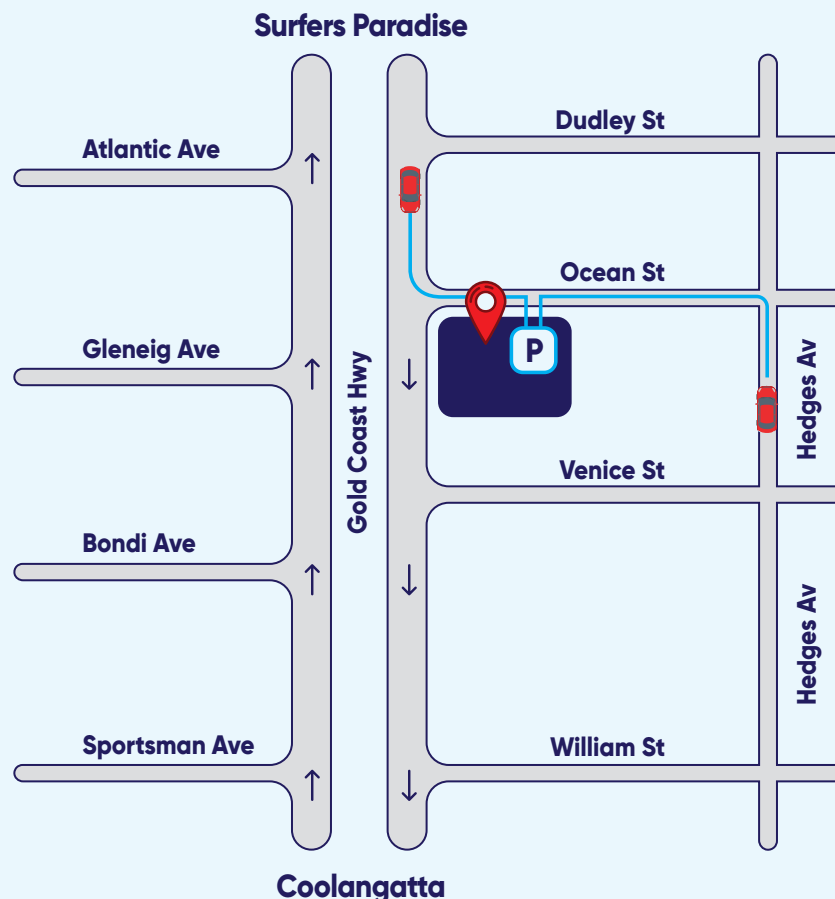 Surfers Paradise
Dudley St
Atlantic Ave
Ocean St
Gleneig Ave
P
Gold Coast Hwy
Hedges Av
Venice St
Bondi Ave
Hedges Av
Sportsman Ave
William St
Coolangatta